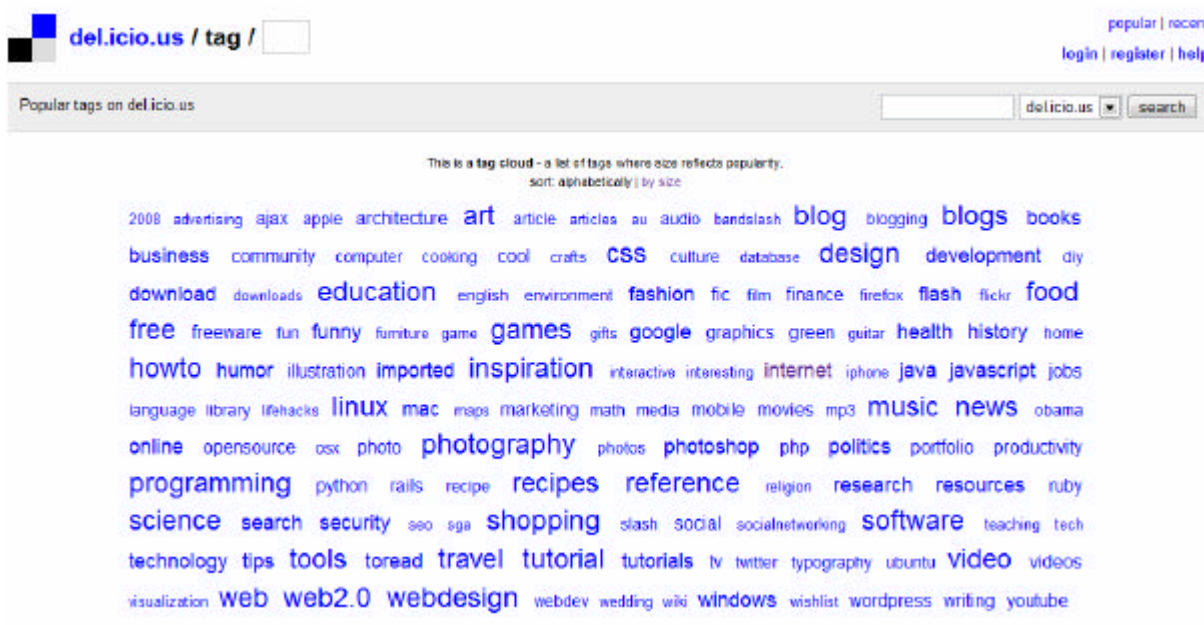 del.icio.us / tag /
popular | recen
login | register | help
Popular tags on del.icio.us
del.icio.us search
This is a tag cloud - a list of tags where size reflects popularity.
sort: alphabetically | by size
2008 advertising ajax apple architecture art article articles au audio bandslash blog blogging blogs books
business community computer cooking cool crafts css culture database design development diy
download downloads education english environment fashion fic film finance firefox flash flickr food
free freeware fun funny furniture game games gifts google graphics green guitar health history home
howto humor illustration imported inspiration interactive interesting internet iphone java javascript jobs
language library lifehacks linux mac maps marketing math media mobile movies mp3 music news obama
online opensource osx photo photography photos photoshop php politics portfolio productivity
programming python rails recipe recipes reference religion research resources ruby
science search security seo sga shopping slash social socialnetworking software teaching tech
technology tips tools toread travel tutorial tutorials tv twitter typography ubuntu video videos
visualization web web2.0 webdesign webdev wedding wiki windows wishlist wordpress writing youtube